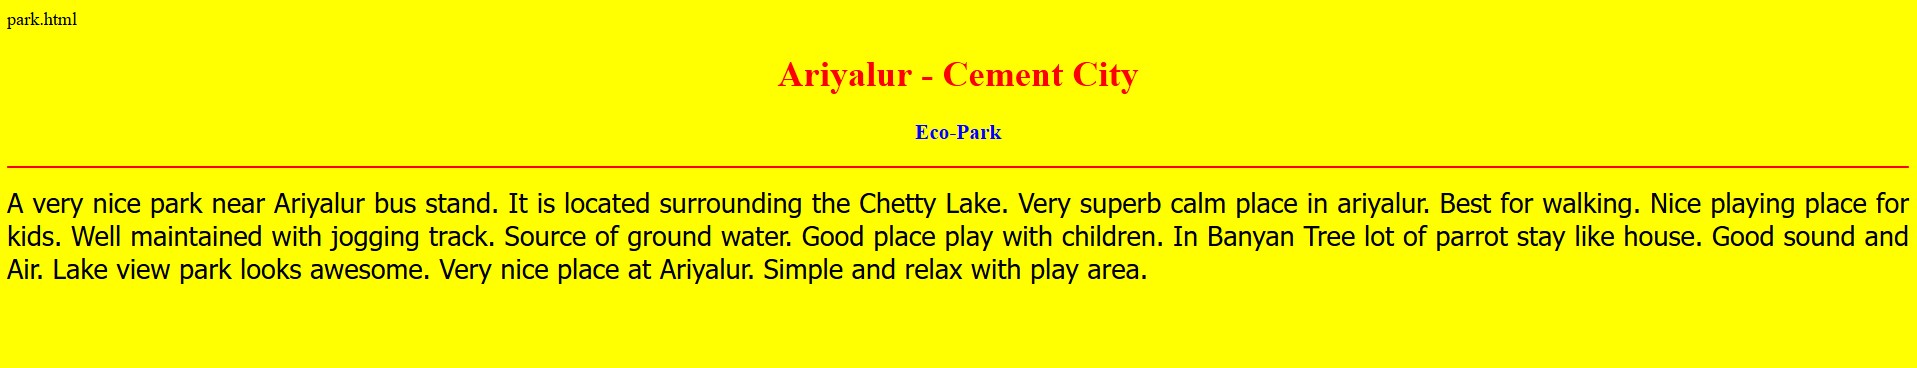 park.html
Ariyalur - Cement City
Eco-Park
A very nice park near Ariyalur bus stand. It is located surrounding the Chetty Lake. Very superb calm place in ariyalur. Best for walking. Nice playing place for
kids. Well maintained with jogging track. Source of ground water. Good place play with children. In Banyan Tree lot of parrot stay like house. Good sound and
Air. Lake view park looks awesome. Very nice place at Ariyalur. Simple and relax with play area.